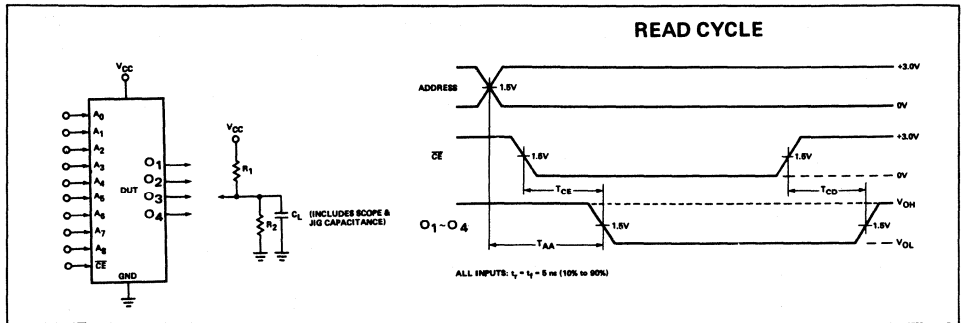 READ CYCLE
VCC
A0
A1
A2
A3
A4
A5
A6
A7
A8
CE
DUT
O1
O2
O3
O4
GND
VCC
R1
R2
CL (INCLUDES SCOPE &
JIG CAPACITANCE)
ADDRESS
1.5V
+3.0V
0V
CE
1.5V
1.5V
+3.0V
0V
TCE
TCD
O1~O4
1.5V
1.5V
VOH
VOL
TAA
ALL INPUTS: tr = tf = 5 ns (10% to 90%)